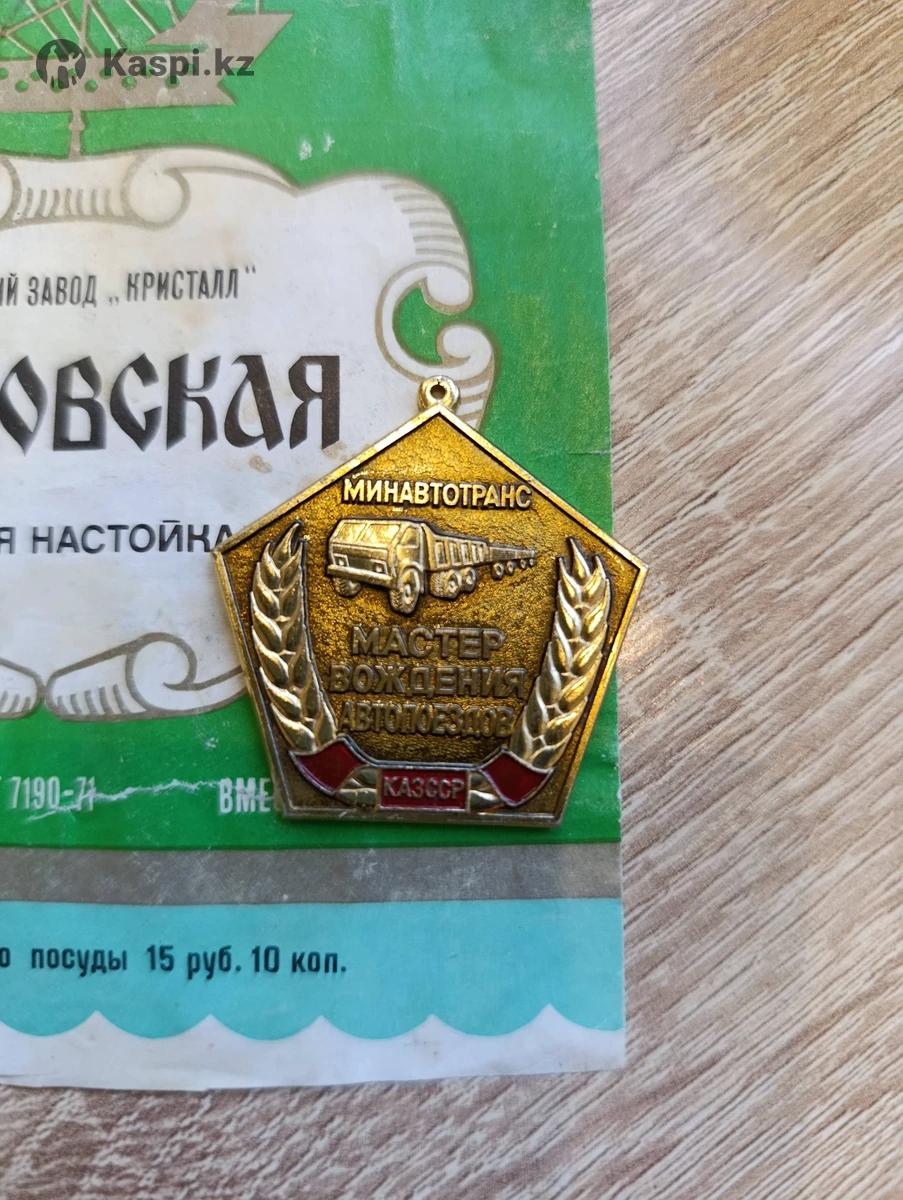 Kaspi.kz
ИЙ ЗАВОД „КРИСТАЛЛ"
ОВСКАЯ
Я НАСТОЙКА
МИНАВТОТРАНС
МАСТЕР
ВОЖДЕНИЯ
АВТОПОЕЗДОВ
КАЗССР
7190-71 ВМЕ
посуды 15 руб. 10 коп.